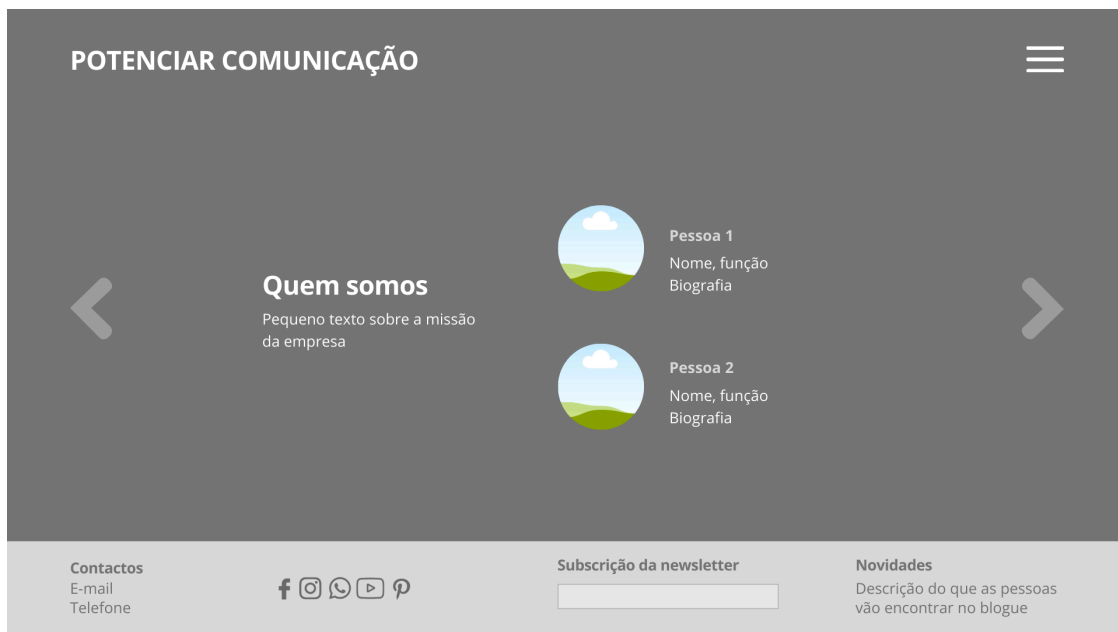 POTENCIAR COMUNICAÇÃO
Quem somos
Pequeno texto sobre a missão
da empresa
Pessoa 1
Nome, função
Biografia
Pessoa 2
Nome, função
Biografia
Contactos
E-mail
Telefone
Subscrição da newsletter
Novidades
Descrição do que as pessoas
vão encontrar no blogue